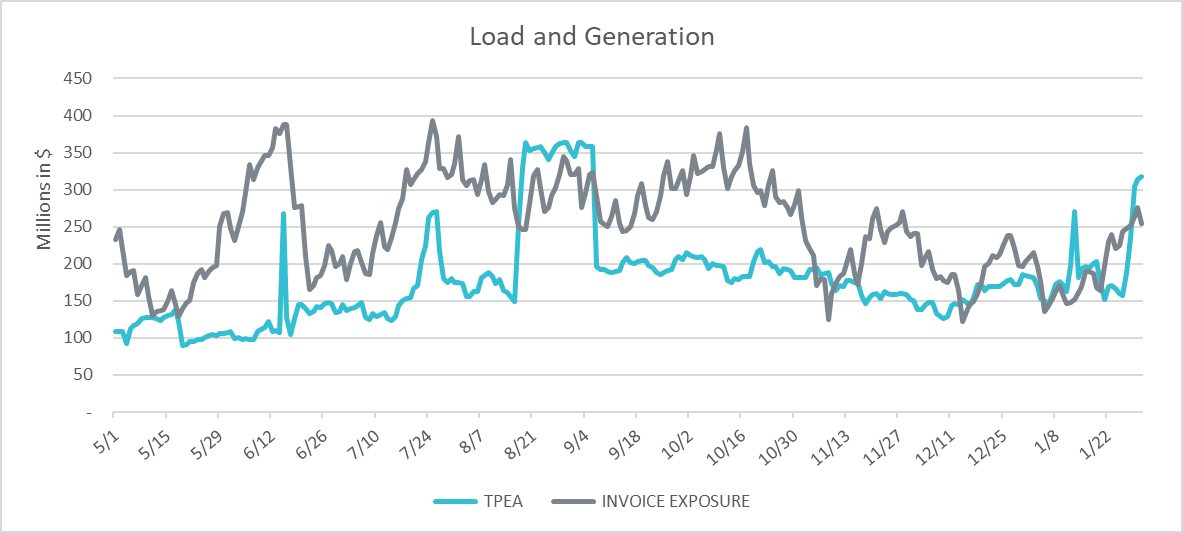 Load and Generation
Millions in $
450
400
350
300
250
200
150
100
50
-
5/1 5/15 5/29 6/12 6/26 7/10 7/24 8/7 8/21 9/4 9/18 10/2 10/16 10/30 11/13 11/27 12/11 12/25 1/8 1/22
TPEA INVOICE EXPOSURE